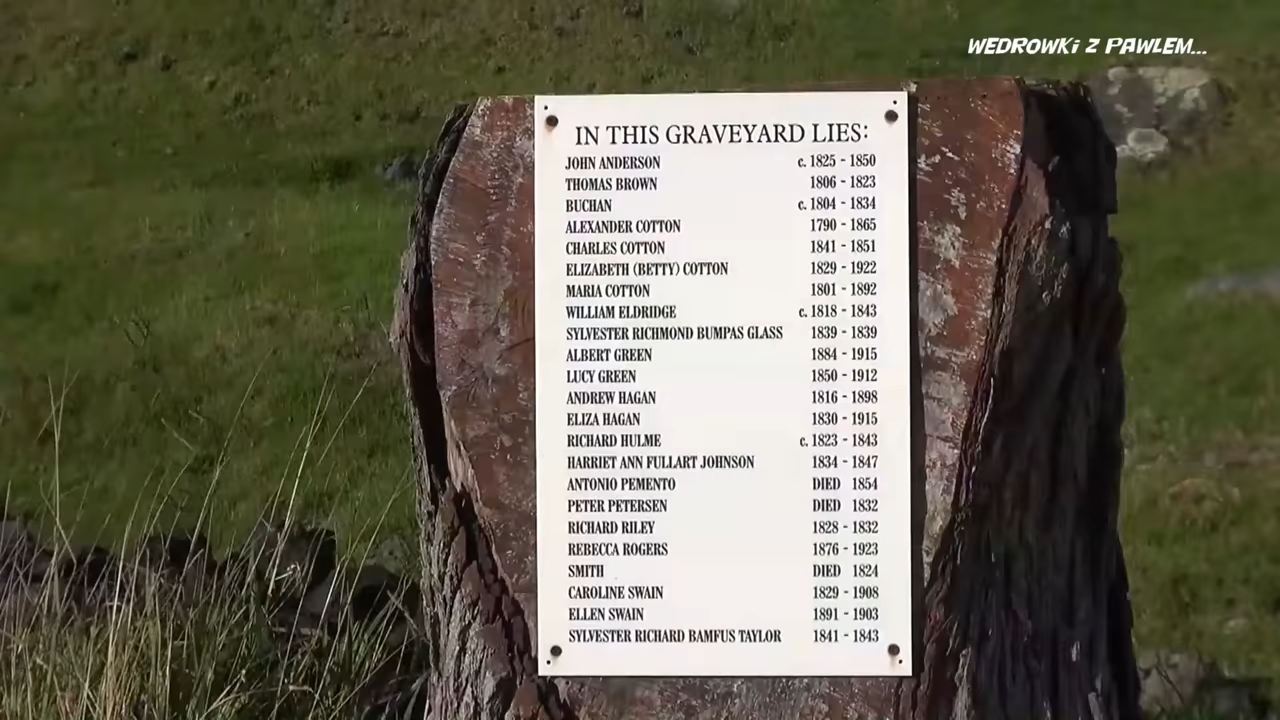 WEDROWKi Z PAWLEM...
IN THIS GRAVEYARD LIES:
JOHN ANDERSON c. 1825 - 1850
THOMAS BROWN 1806 - 1823
BUCHAN c. 1804 - 1834
ALEXANDER COTTON 1790 - 1865
CHARLES COTTON 1841 - 1851
ELIZABETH (BETTY) COTTON 1829 - 1922
MARIA COTTON 1801 - 1892
WILLIAM ELDRIDGE c. 1818 - 1843
SYLVESTER RICHMOND BUMPAS GLASS 1839 - 1839
ALBERT GREEN 1884 - 1915
LUCY GREEN 1850 - 1912
ANDREW HAGAN 1816 - 1898
ELIZA HAGAN 1830 - 1915
RICHARD HULME c. 1823 - 1843
HARRIET ANN FULLART JOHNSON 1834 - 1847
ANTONIO PEMENTO DIED 1854
PETER PETERSEN DIED 1832
RICHARD RILEY 1828 - 1832
REBECCA ROGERS 1876 - 1923
SMITH DIED 1824
CAROLINE SWAIN 1829 - 1908
ELLEN SWAIN 1891 - 1903
SYLVESTER RICHARD BAMFUS TAYLOR 1841 - 1843